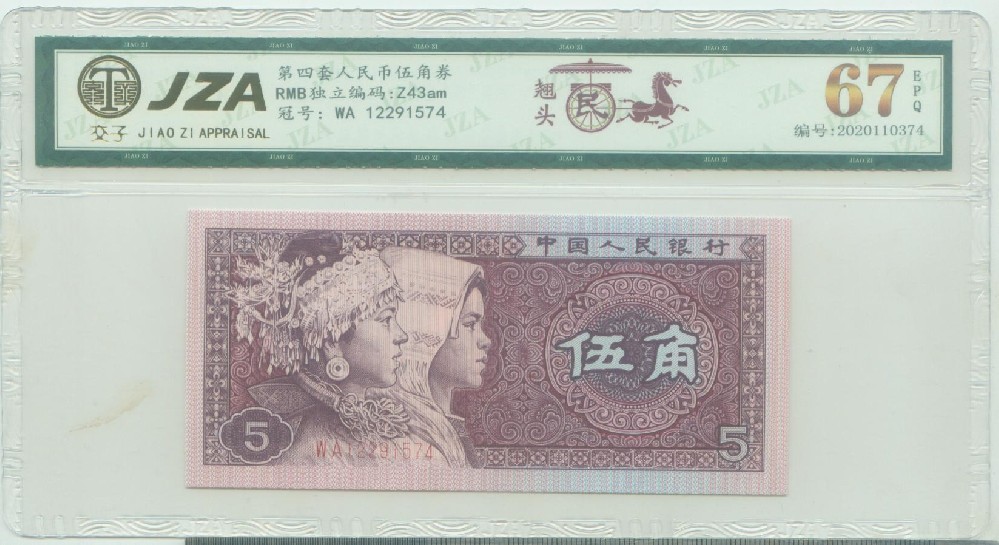 JZA
交子 JIAO ZI APPRAISAL
第四套人民币伍角券
RMB独立编码:Z43am
冠号: WA 12291574
翘头
民
67
EPQ
编号:2020110374
中国人民银行
伍角
5
WA12291574
5